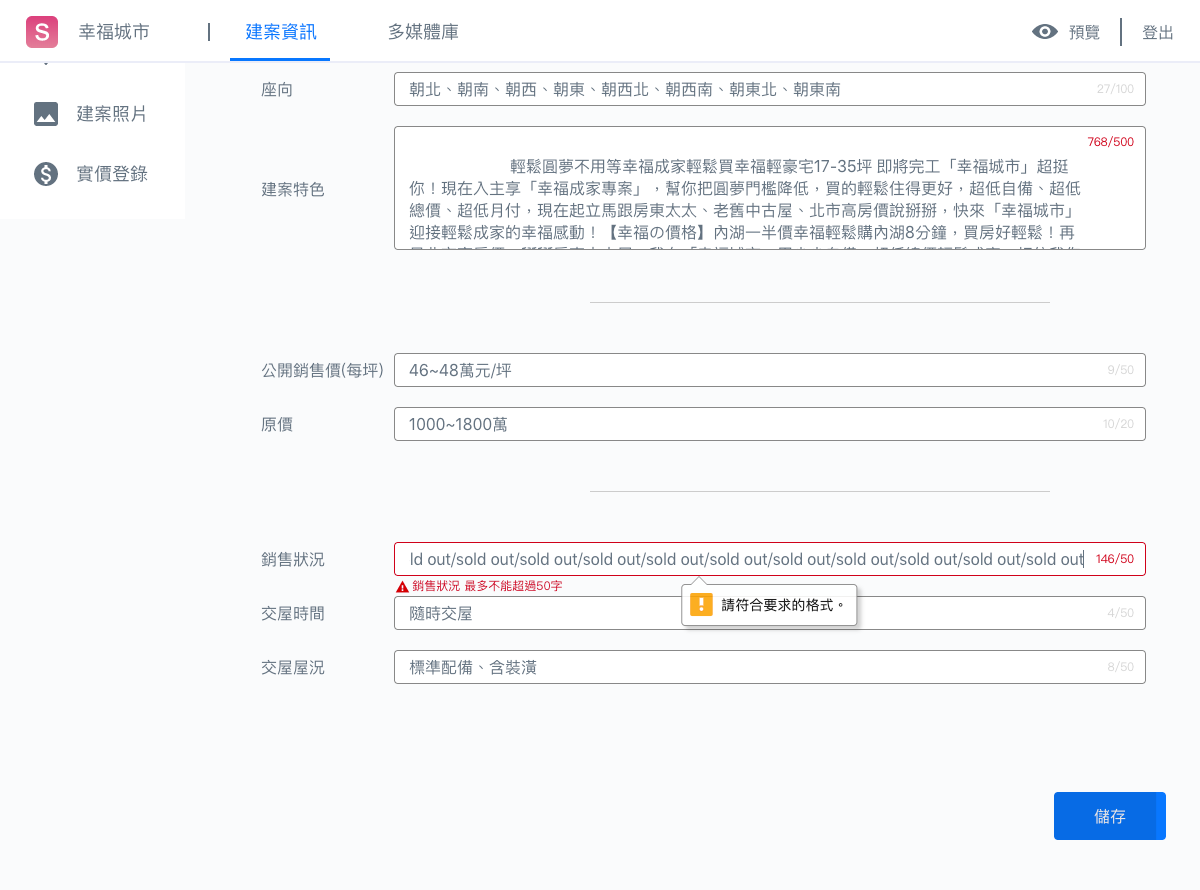 S 幸福城市 建案資訊 多媒體庫 預覽 登出
建案照片
實價登錄
座向 朝北、朝南、朝西、朝東、朝西北、朝西南、朝東北、朝東南 27/100
768/500
建案特色
輕鬆圓夢不用等幸福成家輕鬆買幸福輕豪宅17-35坪 即將完工「幸福城市」超挺
你！現在入主享「幸福成家專案」，幫你把圓夢門檻降低，買的輕鬆住得更好，超低自備、超低
總價、超低月付，現在起立馬跟房東太太、老舊中古屋、北市高房價說掰掰，快來「幸福城市」
迎接輕鬆成家的幸福感動！【幸福の價格】內湖一半價幸福輕鬆購內湖8分鐘，買房好輕鬆！再
公開銷售價(每坪) 46~48萬元/坪 9/50
原價 1000~1800萬 10/20
銷售狀況 ld out/sold out/sold out/sold out/sold out/sold out/sold out/sold out/sold out/sold out/sold out 146/50
銷售狀況 最多不能超過50字
請符合要求的格式。
交屋時間 隨時交屋 4/50
交屋屋況 標準配備、含裝潢 8/50
儲存